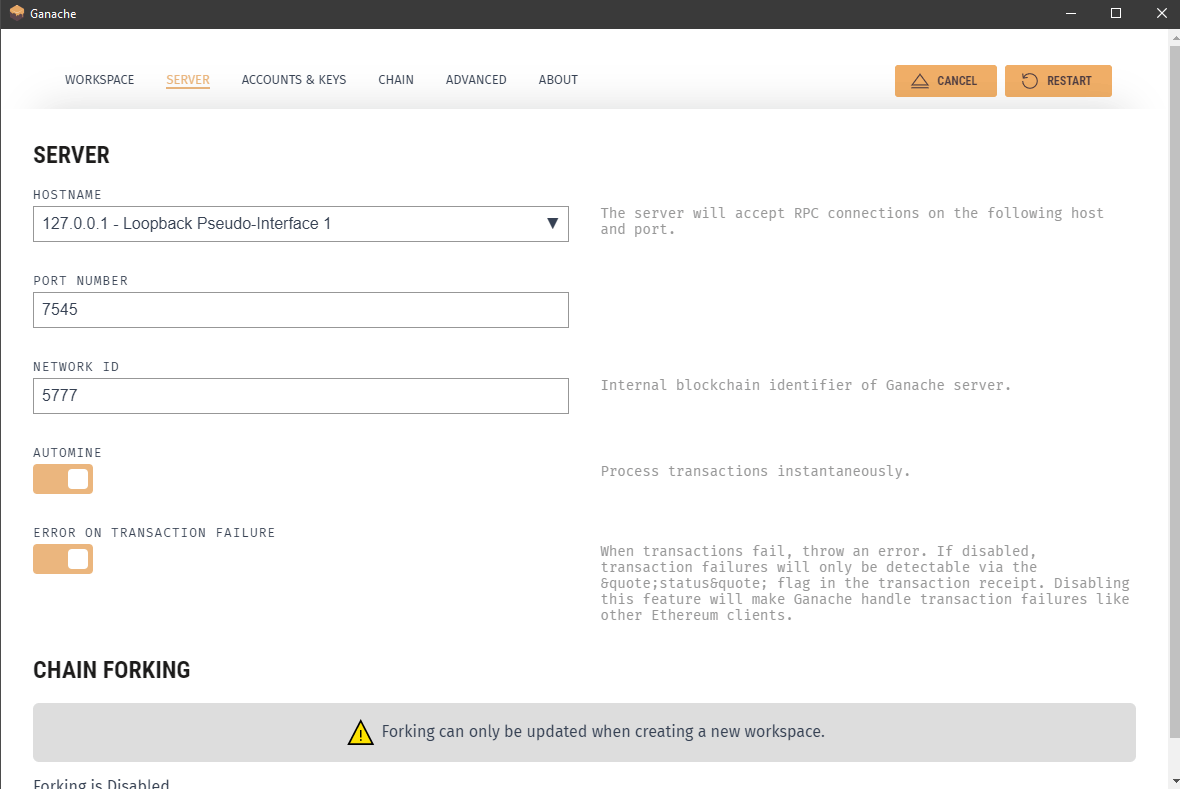 Ganache
WORKSPACE SERVER ACCOUNTS & KEYS CHAIN ADVANCED ABOUT CANCEL RESTART
SERVER
HOSTNAME
127.0.0.1 - Loopback Pseudo-Interface 1
The server will accept RPC connections on the following host
and port.
PORT NUMBER
7545
NETWORK ID
5777
Internal blockchain identifier of Ganache server.
AUTOMINE
Process transactions instantaneously.
ERROR ON TRANSACTION FAILURE
When transactions fail, throw an error. If disabled,
transaction failures will only be detectable via the
&quote;status&quote; flag in the transaction receipt. Disabling
this feature will make Ganache handle transaction failures like
other Ethereum clients.
CHAIN FORKING
Forking can only be updated when creating a new workspace.
Forking is Disabled